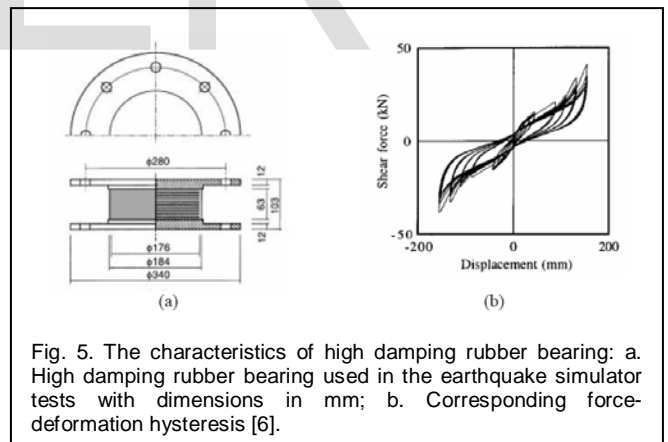 50
Shear force (kN)
0
-50
-200
0
200
Displacement (mm)
ϕ280
12
63
103
12
ϕ176
ϕ184
ϕ340
(a)
(b)
Fig. 5. The characteristics of high damping rubber bearing: a.
High damping rubber bearing used in the earthquake simulator
tests with dimensions in mm; b. Corresponding force-
deformation hysteresis [6].